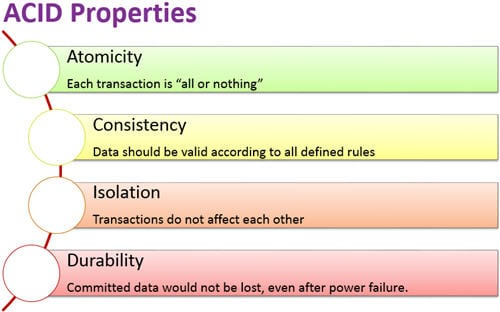 ACID Properties
Atomicity
Each transaction is “all or nothing”
Consistency
Data should be valid according to all defined rules
Isolation
Transactions do not affect each other
Durability
Committed data would not be lost, even after power failure.